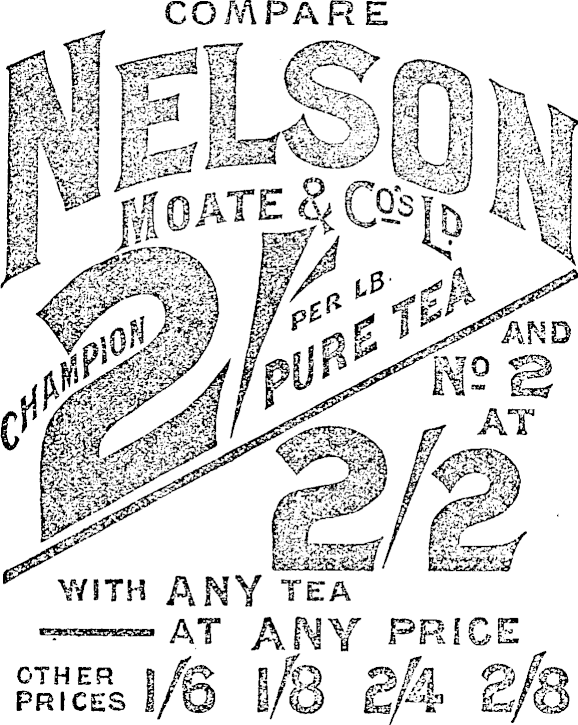 COMPARE
NELSON
MOATE & Co's LD.
CHAMPION 2/- PER LB.
PURE TEA
AND
No 2
AT
2/2
WITH ANY TEA
AT ANY PRICE
OTHER PRICES 1/6 1/8 2/4 2/8